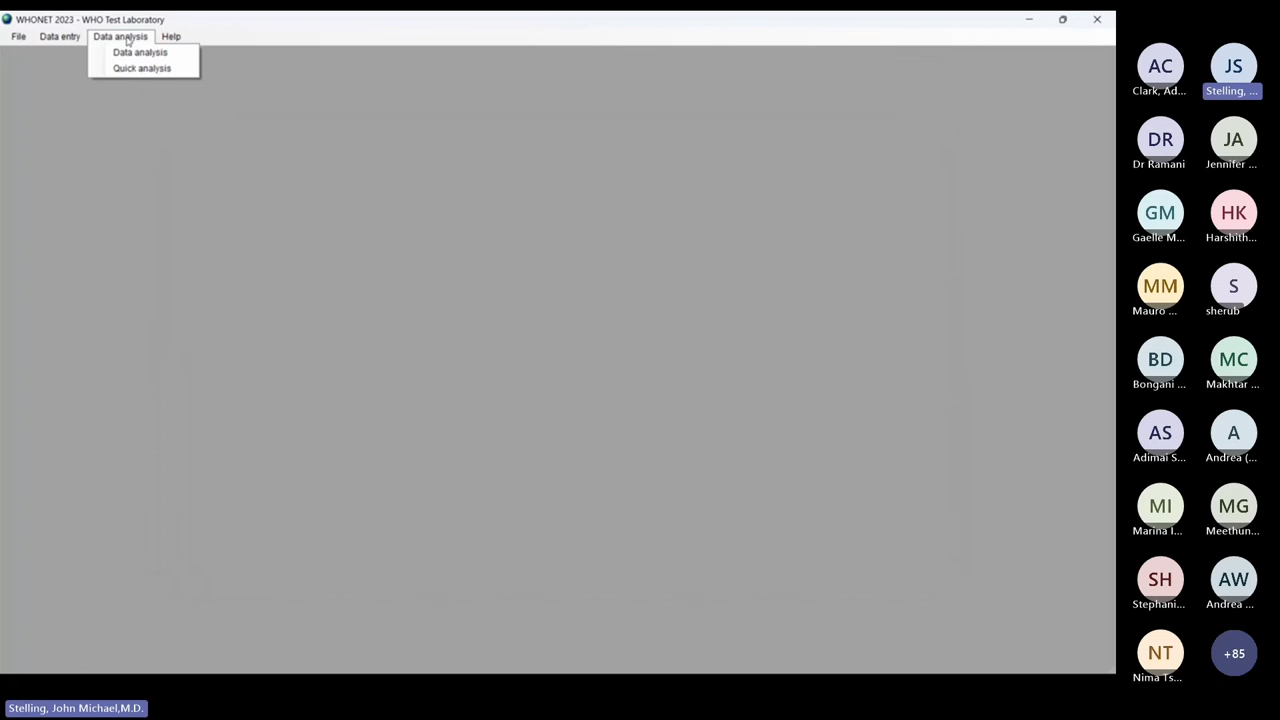 WHONET 2023 - WHO Test Laboratory
File Data entry Data analysis Help
Data analysis
Quick analysis
AC JS
Clark, Ad... Stelling, ...
DR JA
Dr Ramani Jennifer ...
GM HK
Gaelle M... Harshith...
MM S
Mauro ... sherub
BD MC
Bongani ... Makhtar ...
AS A
Adimai S... Andrea (...
MI MG
Marina I... Meethun...
SH AW
Stephani... Andrea ...
NT +85
Nima Ts...
Stelling, John Michael,M.D.